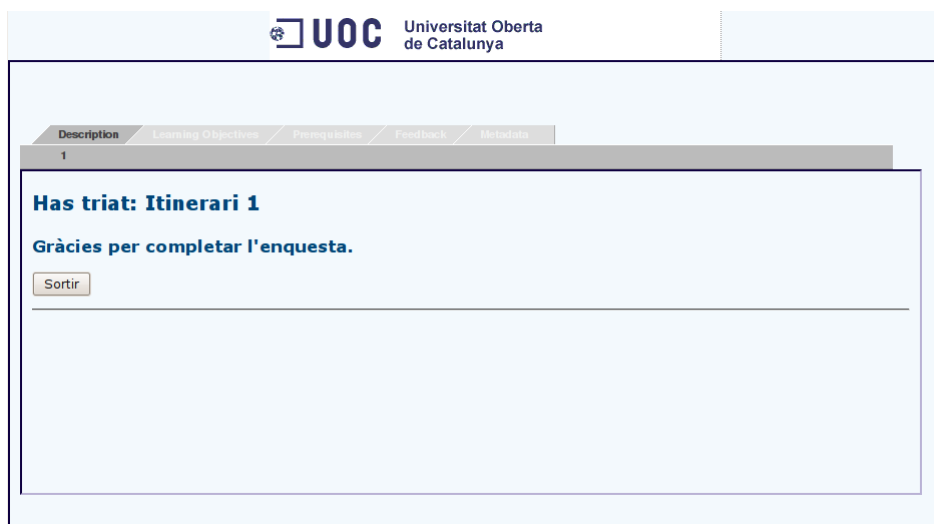 UOC Universitat Oberta
de Catalunya
Description Learning Objectives Prerequisites Feedback Metadata
1
Has triat: Itinerari 1
Gràcies per completar l'enquesta.
Sortir